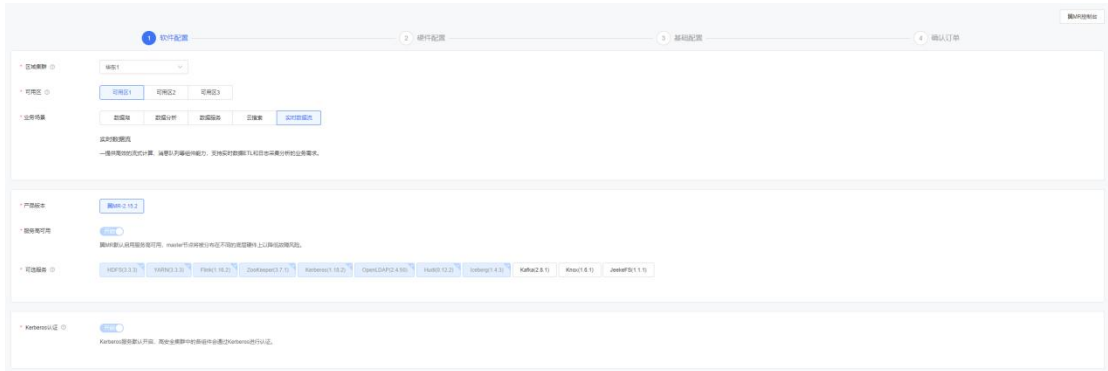 翼MR控制台
1 软件配置
2 硬件配置
3 基础配置
4 确认订单
* 区域集群
华东1
* 可用区
可用区1 可用区2 可用区3
* 业务场景
数据湖 数据分析 数据服务 云搜索 实时数据流
实时数据流
—提供高效的流式计算、消息队列等组件能力，支持实时数据ETL和日志采集分析的业务需求。
* 产品版本
翼MR-2.15.2
* 服务高可用
开启
翼MR默认启用服务高可用，master节点将被分布在不同的底层硬件上以降低故障风险。
* 可选服务
HDFS(3.3.3) YARN(3.3.3) Flink(1.16.2) ZooKeeper(3.7.1) Kerberos(1.18.2) OpenLDAP(2.4.50) Hudi(0.12.2) Iceberg(1.4.3) Kafka(2.8.1) Knox(1.6.1) JeekeFS(1.1.1)
* Kerberos认证
开启
Kerberos服务默认开启，高安全集群中的各组件会通过Kerberos进行认证。